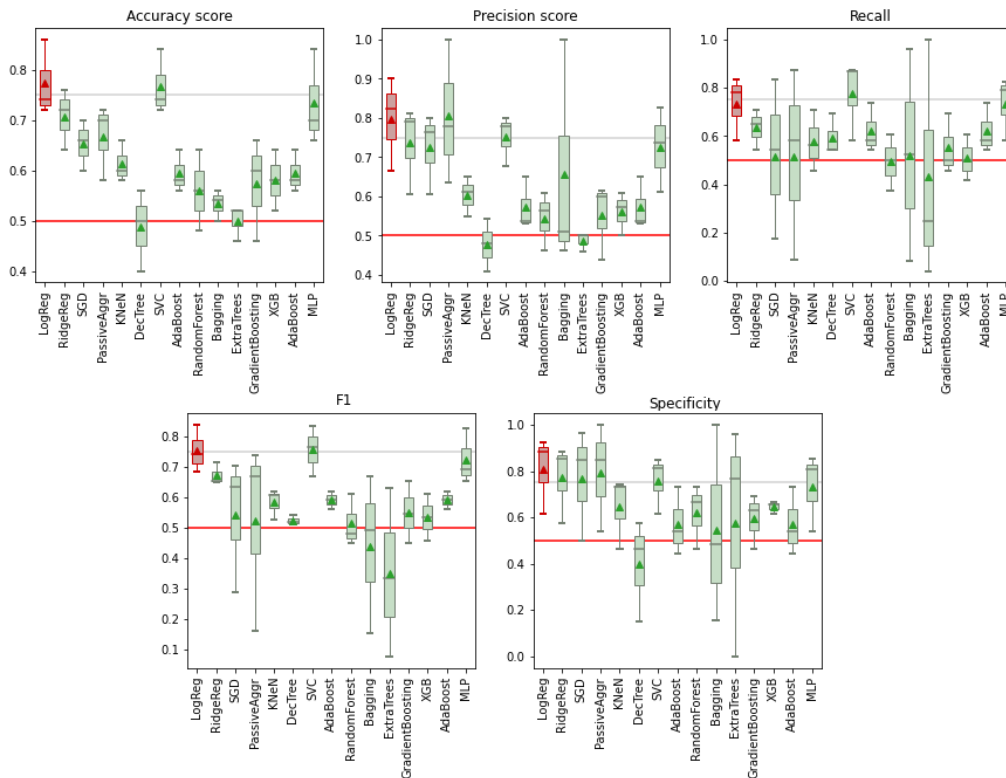 Accuracy score
0.8
0.7
0.6
0.5
0.4
LogReg
RidgeReg
SGD
PassiveAggr
KNeN
DecTree
SVC
AdaBoost
RandomForest
Bagging
ExtraTrees
GradientBoosting
XGB
AdaBoost
MLP
Precision score
1.0
0.9
0.8
0.7
0.6
0.5
0.4
LogReg
RidgeReg
SGD
PassiveAggr
KNeN
DecTree
SVC
AdaBoost
RandomForest
Bagging
ExtraTrees
GradientBoosting
XGB
AdaBoost
MLP
Recall
1.0
0.8
0.6
0.4
0.2
0.0
LogReg
RidgeReg
SGD
PassiveAggr
KNeN
DecTree
SVC
AdaBoost
RandomForest
Bagging
ExtraTrees
GradientBoosting
XGB
AdaBoost
MLP
F1
0.8
0.7
0.6
0.5
0.4
0.3
0.2
0.1
LogReg
RidgeReg
SGD
PassiveAggr
KNeN
DecTree
SVC
AdaBoost
RandomForest
Bagging
ExtraTrees
GradientBoosting
XGB
AdaBoost
MLP
Specificity
1.0
0.8
0.6
0.4
0.2
0.0
LogReg
RidgeReg
SGD
PassiveAggr
KNeN
DecTree
SVC
AdaBoost
RandomForest
Bagging
ExtraTrees
GradientBoosting
XGB
AdaBoost
MLP